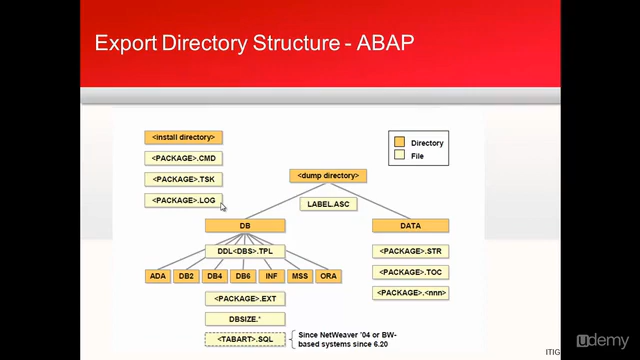 Export Directory Structure - ABAP
<install directory>
<PACKAGE>.CMD
<PACKAGE>.TSK
<PACKAGE>.LOG
Directory
File
<dump directory>
LABEL.ASC
DB
DATA
DDL<DBS>.TPL
ADA DB2 DB4 DB6 INF MSS ORA
<PACKAGE>.STR
<PACKAGE>.TOC
<PACKAGE>.<nnn>
<PACKAGE>.EXT
DBSIZE.*
<TABART>.SQL
Since NetWeaver '04 or BW-
based systems since 6.20
ITIG
udemy